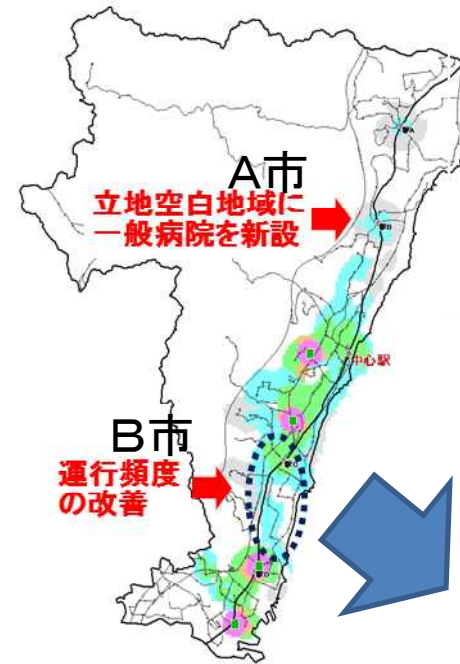 A市
立地空白地域に
一般病院を新設
中心駅
B市
運行頻度
の改善